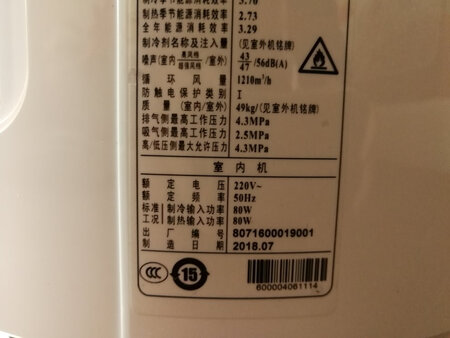 制冷季节能源消耗效率 3.70
制热季节能源消耗效率 2.73
全年能源消耗效率 3.29
制冷剂名称及注入量 (见室外机铭牌)
噪声(室内 高风档/超强风档 /室外) 43/47 /56dB(A)
循环风量 1210m³/h
防触电保护类别 I
质量(室内/室外) 49kg/(见室外机铭牌)
排气侧最高工作压力 4.3MPa
吸气侧最高工作压力 2.5MPa
高/低压侧最大允许压力 4.3MPa
室内机
额定电压 220V~
额定频率 50Hz
标准 制冷输入功率 80W
工况 制热输入功率 80W
出厂编号 8071600019001
制造日期 2018.07
CCC 15 600004061114